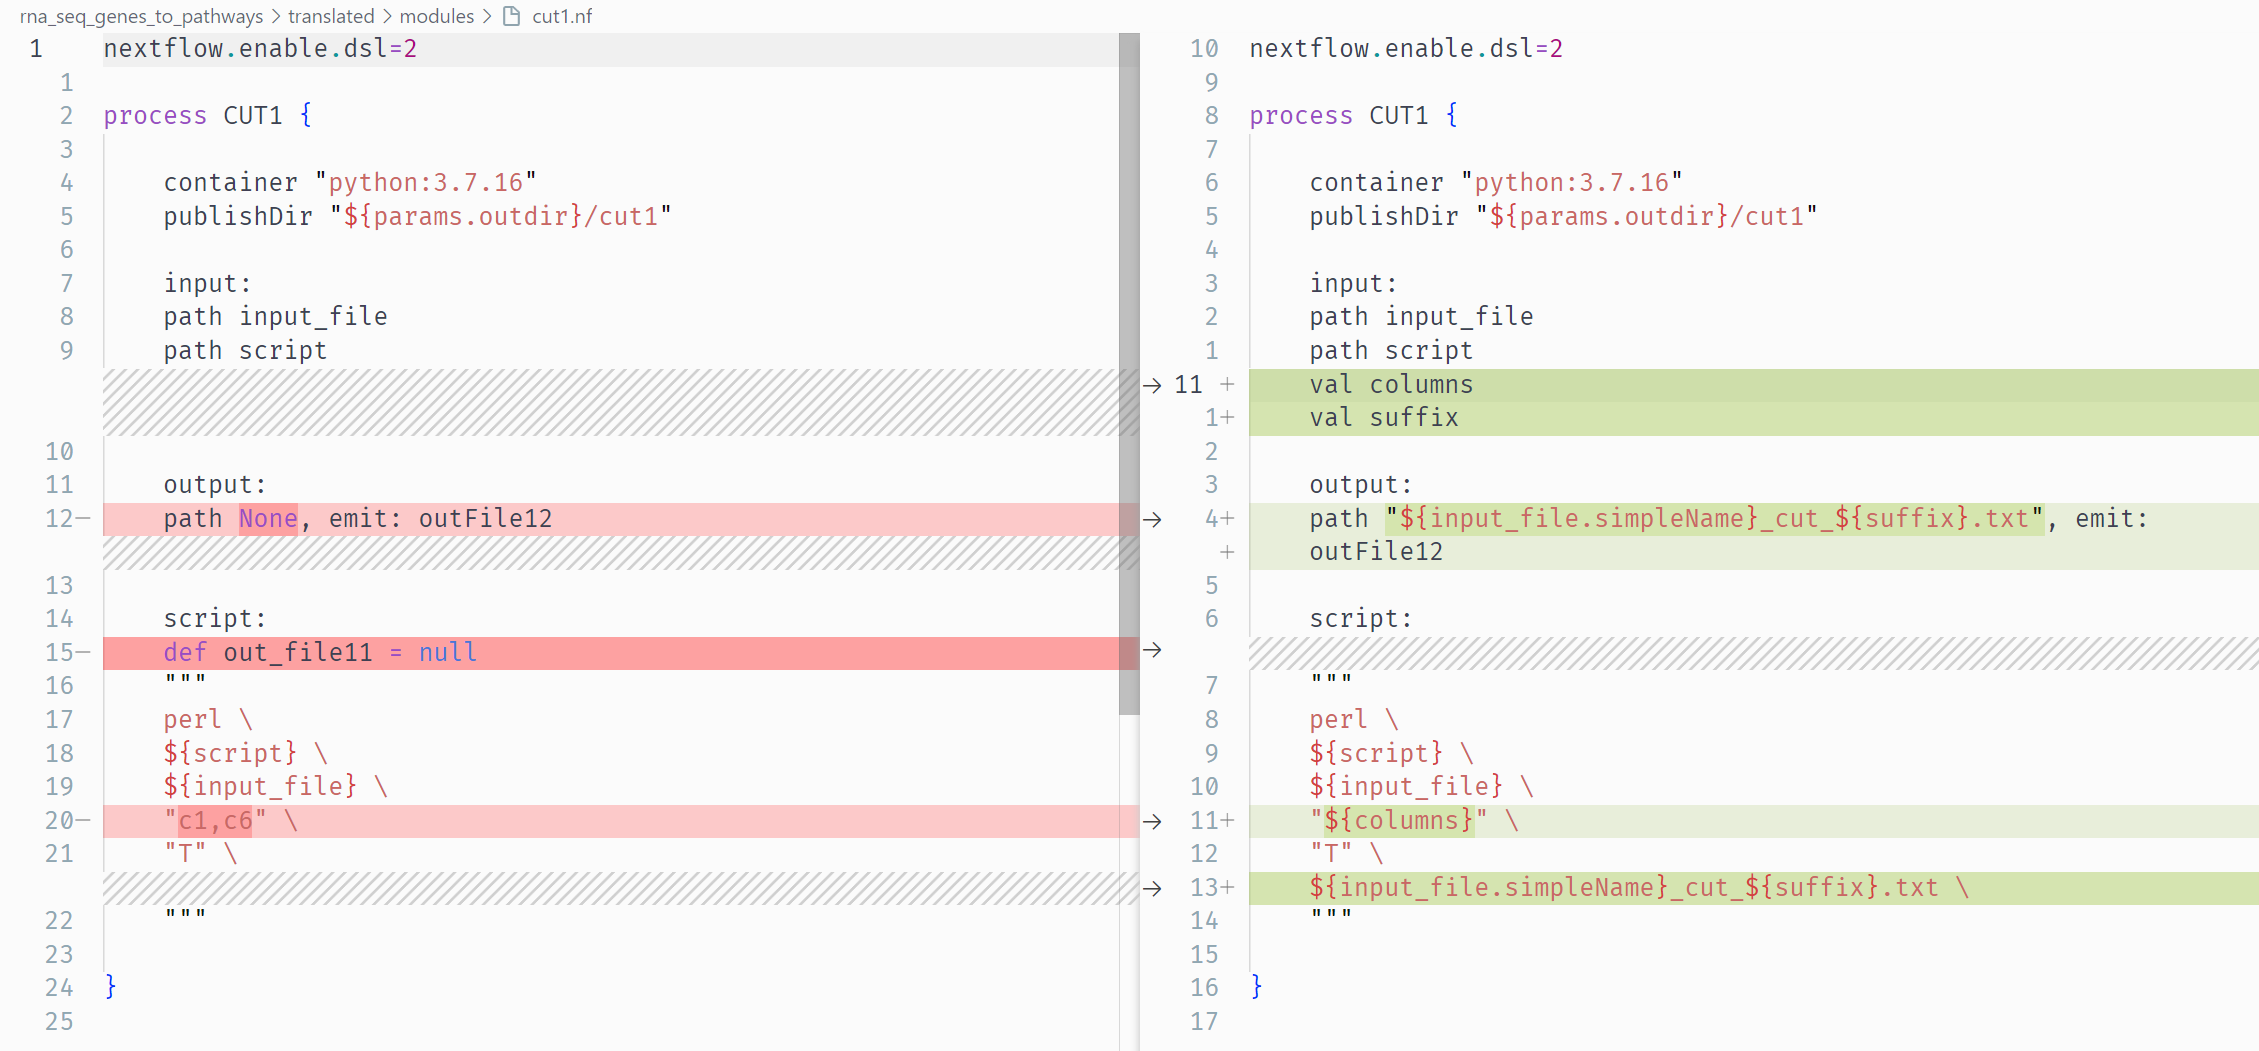 rna_seq_genes_to_pathways > translated > modules > cut1.nf
1 nextflow.enable.dsl=2
1
2 process CUT1 {
3
4 container "python:3.7.16"
5 publishDir "${params.outdir}/cut1"
6
7 input:
8 path input_file
9 path script
10
11 output:
12− path None, emit: outFile12
13
14 script:
15− def out_file11 = null
16 """
17 perl \
18 ${script} \
19 ${input_file} \
20− "c1,c6" \
21 "T" \
22 """
23
24 }
25
10 nextflow.enable.dsl=2
9
8 process CUT1 {
7
6 container "python:3.7.16"
5 publishDir "${params.outdir}/cut1"
4
3 input:
2 path input_file
1 path script
→ 11 + val columns
1+ val suffix
2
3 output:
→ 4+ path "${input_file.simpleName}_cut_${suffix}.txt", emit:
+ outFile12
5
6 script:
→
7 """
8 perl \
9 ${script} \
10 ${input_file} \
→ 11+ "${columns}" \
12 "T" \
→ 13+ ${input_file.simpleName}_cut_${suffix}.txt \
14 """
15
16 }
17